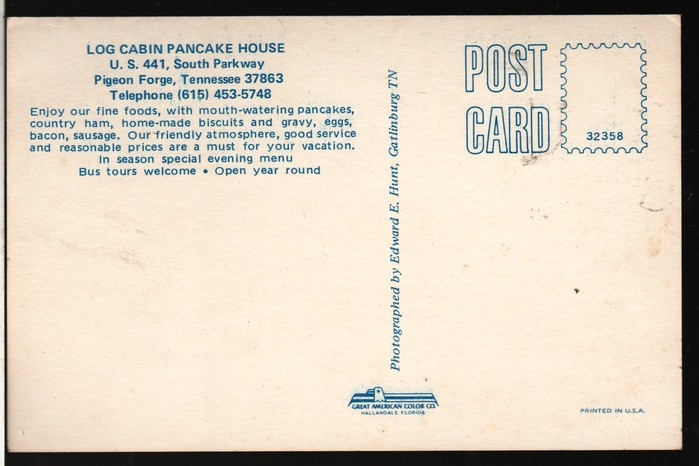 LOG CABIN PANCAKE HOUSE
U. S. 441, South Parkway
Pigeon Forge, Tennessee 37863
Telephone (615) 453-5748
Enjoy our fine foods, with mouth-watering pancakes,
country ham, home-made biscuits and gravy, eggs,
bacon, sausage. Our friendly atmosphere, good service
and reasonable prices are a must for your vacation.
In season special evening menu
Bus tours welcome • Open year round
Photographed by Edward E. Hunt, Gatlinburg TN
GREAT AMERICAN COLOR CO.
HALLANDALE, FLORIDA
POST
CARD
32358
PRINTED IN U.S.A.